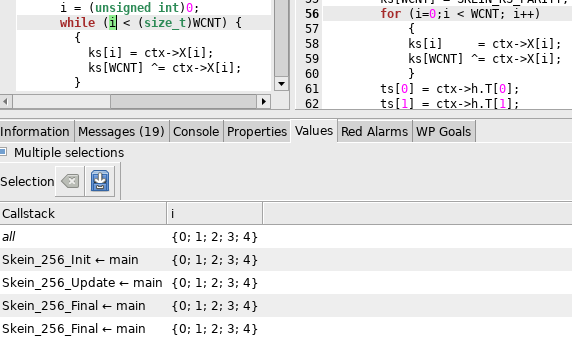 i = (unsigned int)0;
while (i < (size_t)WCNT) {
{
ks[i] = ctx->X[i];
ks[WCNT] ^= ctx->X[i];
}
56 for (i=0;i < WCNT; i++)
57 {
58 ks[i] = ctx->X[i];
59 ks[WCNT] ^= ctx->X[i];
60 }
61 ts[0] = ctx->h.T[0];
62 ts[1] = ctx->h.T[1];
Information Messages (19) Console Properties Values Red Alarms WP Goals
Multiple selections
Selection
Callstack i
all {0; 1; 2; 3; 4}
Skein_256_Init ← main {0; 1; 2; 3; 4}
Skein_256_Update ← main {0; 1; 2; 3; 4}
Skein_256_Final ← main {0; 1; 2; 3; 4}
Skein_256_Final ← main {0; 1; 2; 3; 4}